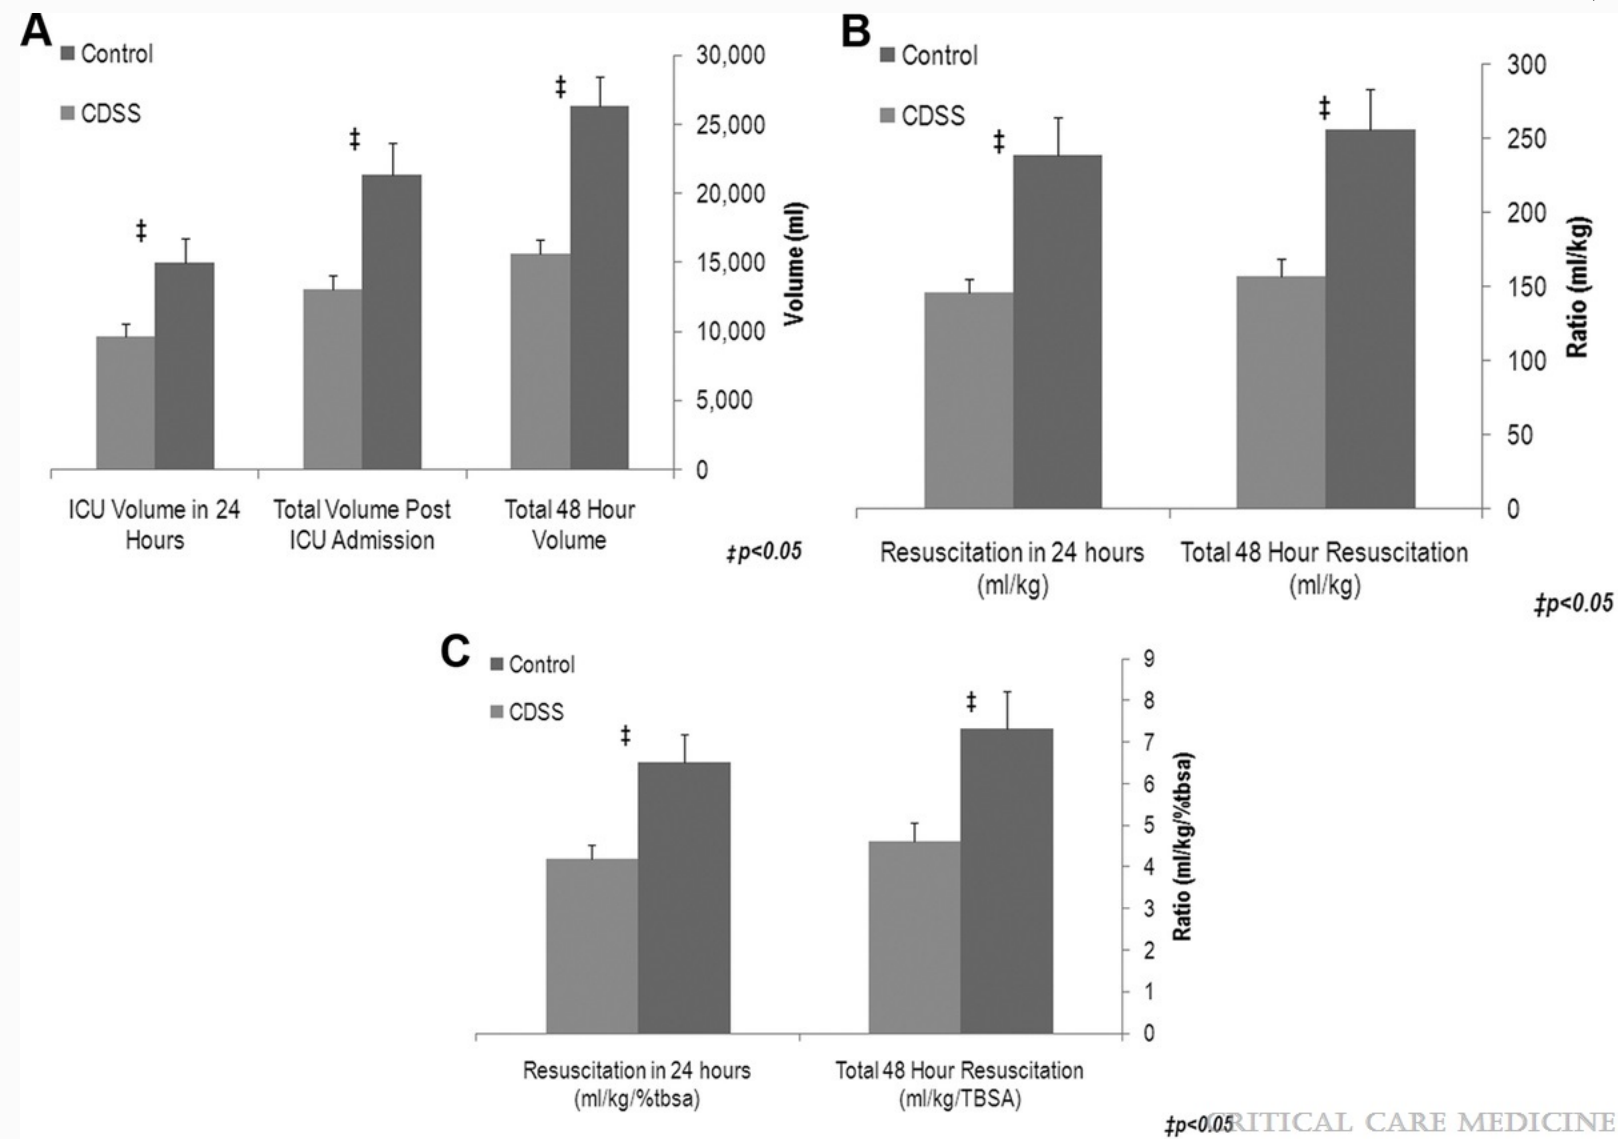 A
Control
CDSS
‡
‡
‡
30,000
25,000
20,000
15,000
10,000
5,000
0
Volume (ml)
ICU Volume in 24
Hours
Total Volume Post
ICU Admission
Total 48 Hour
Volume
‡p<0.05
B
Control
CDSS
‡
‡
300
250
200
150
100
50
0
Ratio (ml/kg)
Resuscitation in 24 hours
(ml/kg)
Total 48 Hour Resuscitation
(ml/kg)
‡p<0.05
C
Control
CDSS
‡
‡
9
8
7
6
5
4
3
2
1
0
Ratio (ml/kg/%tbsa)
Resuscitation in 24 hours
(ml/kg/%tbsa)
Total 48 Hour Resuscitation
(ml/kg/TBSA)
‡p<0.05
CRITICAL CARE MEDICINE